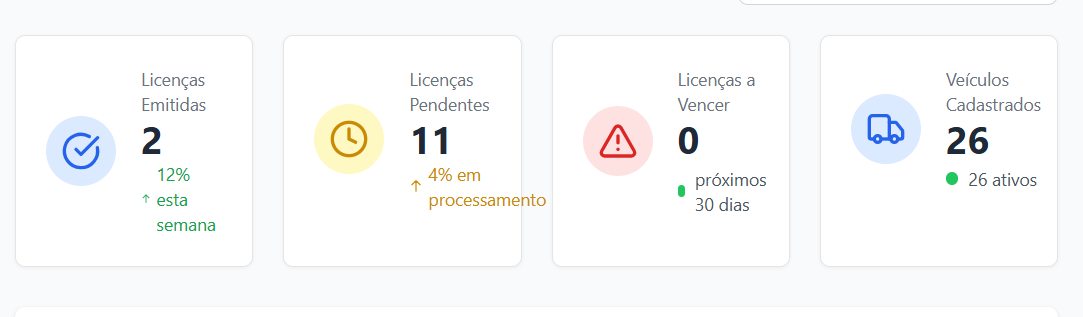 Licenças
Emitidas
2
12%
↑ esta
semana
Licenças
Pendentes
11
↑ 4% em
processamento
Licenças a
Vencer
0
próximos
30 dias
Veículos
Cadastrados
26
26 ativos